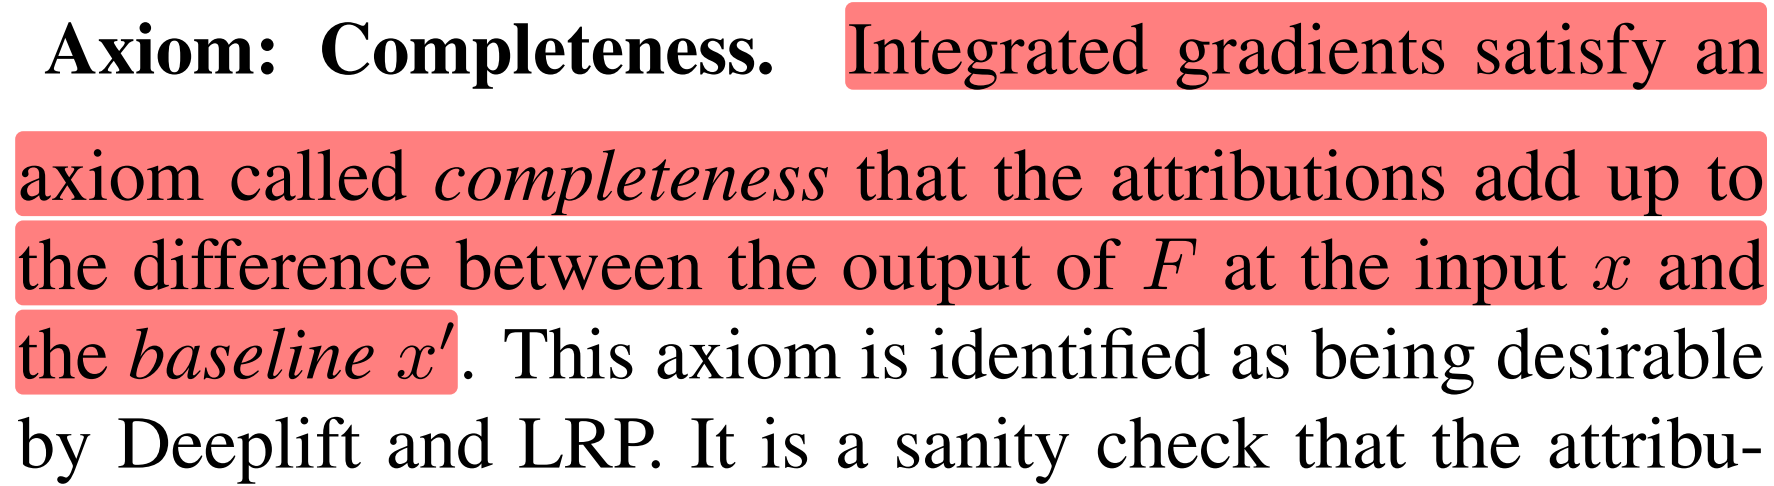 Axiom: Completeness. Integrated gradients satisfy an
axiom called completeness that the attributions add up to
the difference between the output of F at the input x and
the baseline x′. This axiom is identified as being desirable
by Deeplift and LRP. It is a sanity check that the attribu-